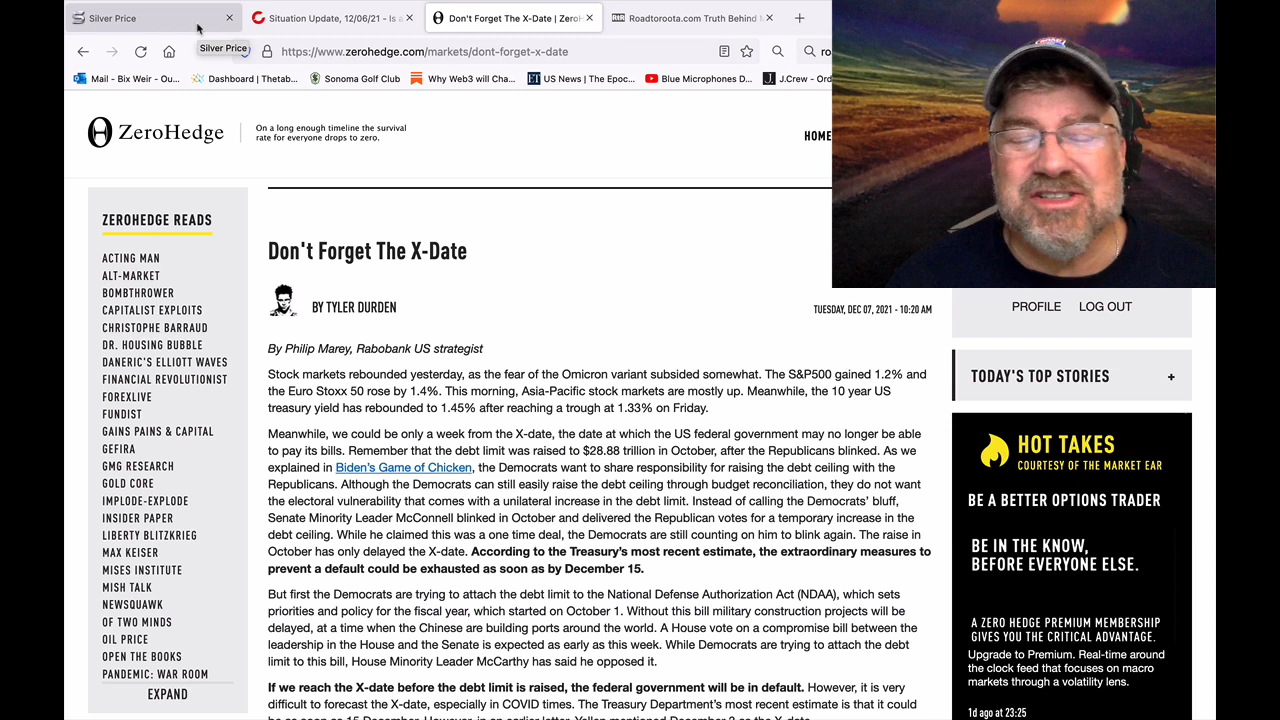 Silver Price
Situation Update, 12/06/21 - Is a
Don't Forget The X-Date | ZeroH
Roadtoroota.com Truth Behind
Silver Price
https://www.zerohedge.com/markets/dont-forget-x-date
ro
Mail - Bix Weir - Ou...
Dashboard | Thetab...
Sonoma Golf Club
Why Web3 will Cha...
US News | The Epoc...
Blue Microphones D...
J.Crew - Ord
ZeroHedge
On a long enough timeline the survival
rate for everyone drops to zero.
HOME
ZEROHEDGE READS
ACTING MAN
ALT-MARKET
BOMBTHROWER
CAPITALIST EXPLOITS
CHRISTOPHE BARRAUD
DR. HOUSING BUBBLE
DANERIC'S ELLIOTT WAVES
FINANCIAL REVOLUTIONIST
FOREXLIVE
FUNDIST
GAINS PAINS & CAPITAL
GEFIRA
GMG RESEARCH
GOLD CORE
IMPLODE-EXPLODE
INSIDER PAPER
LIBERTY BLITZKRIEG
MAX KEISER
MISES INSTITUTE
MISH TALK
NEWSQUAWK
OF TWO MINDS
OIL PRICE
OPEN THE BOOKS
PANDEMIC: WAR ROOM
EXPAND
Don't Forget The X-Date
BY TYLER DURDEN
TUESDAY, DEC 07, 2021 - 10:20 AM
By Philip Marey, Rabobank US strategist
Stock markets rebounded yesterday, as the fear of the Omicron variant subsided somewhat. The S&P500 gained 1.2% and
the Euro Stoxx 50 rose by 1.4%. This morning, Asia-Pacific stock markets are mostly up. Meanwhile, the 10 year US
treasury yield has rebounded to 1.45% after reaching a trough at 1.33% on Friday.
Meanwhile, we could be only a week from the X-date, the date at which the US federal government may no longer be able
to pay its bills. Remember that the debt limit was raised to $28.88 trillion in October, after the Republicans blinked. As we
explained in Biden's Game of Chicken, the Democrats want to share responsibility for raising the debt ceiling with the
Republicans. Although the Democrats can still easily raise the debt ceiling through budget reconciliation, they do not want
the electoral vulnerability that comes with a unilateral increase in the debt limit. Instead of calling the Democrats' bluff,
Senate Minority Leader McConnell blinked in October and delivered the Republican votes for a temporary increase in the
debt ceiling. While he claimed this was a one time deal, the Democrats are still counting on him to blink again. The raise in
October has only delayed the X-date. According to the Treasury's most recent estimate, the extraordinary measures to
prevent a default could be exhausted as soon as by December 15.
But first the Democrats are trying to attach the debt limit to the National Defense Authorization Act (NDAA), which sets
priorities and policy for the fiscal year, which started on October 1. Without this bill military construction projects will be
delayed, at a time when the Chinese are building ports around the world. A House vote on a compromise bill between the
leadership in the House and the Senate is expected as early as this week. While Democrats are trying to attach the debt
limit to this bill, House Minority Leader McCarthy has said he opposed it.
If we reach the X-date before the debt limit is raised, the federal government will be in default. However, it is very
difficult to forecast the X-date, especially in COVID times. The Treasury Department's most recent estimate is that it could
PROFILE
LOG OUT
TODAY'S TOP STORIES +
HOT TAKES
COURTESY OF THE MARKET EAR
BE A BETTER OPTIONS TRADER
BE IN THE KNOW,
BEFORE EVERYONE ELSE.
A ZERO HEDGE PREMIUM MEMBERSHIP
GIVES YOU THE CRITICAL ADVANTAGE.
Upgrade to Premium. Real-time around
the clock feed that focuses on macro
markets through a volatility lens.
1d ago at 23:25